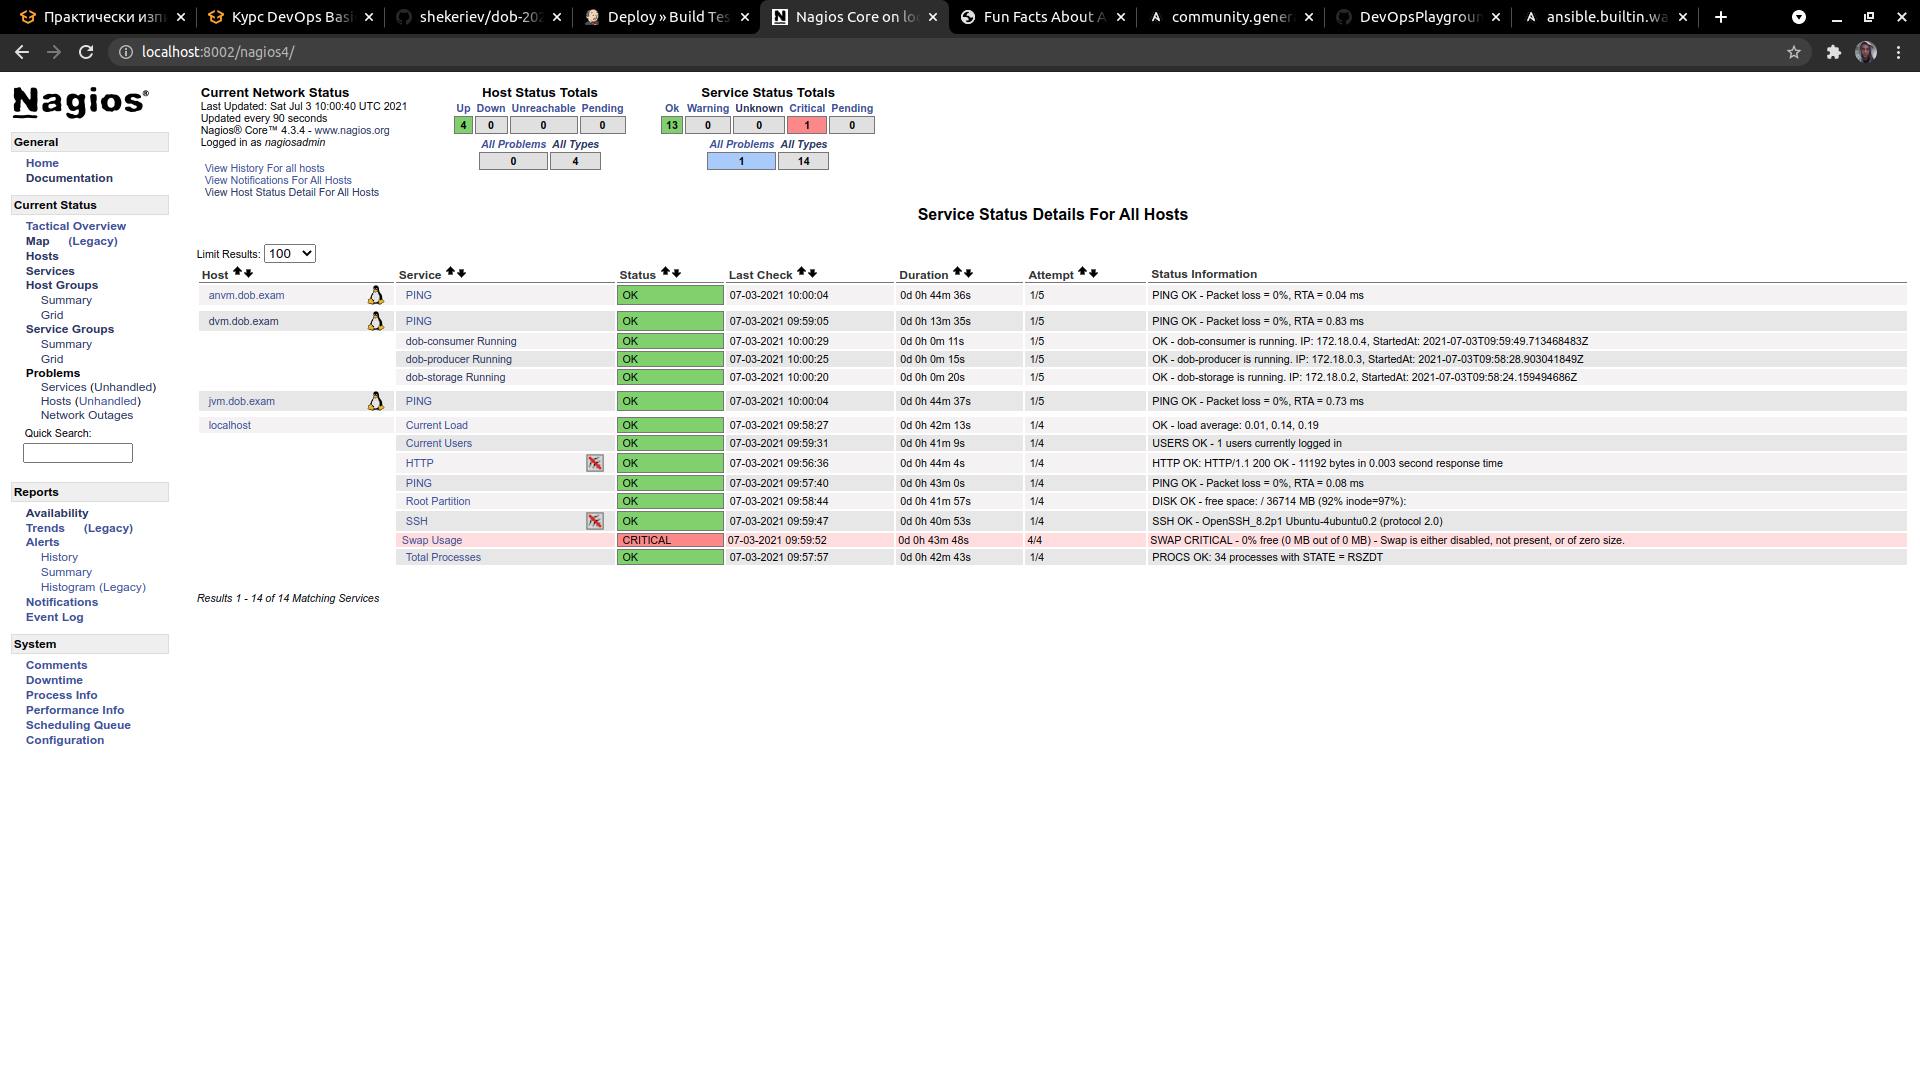 Практически изпи
Курс DevOps Basi
shekeriev/dob-202
Deploy » Build Tes
Nagios Core on lo
Fun Facts About A
community.gener
DevOpsPlaygroun
ansible.builtin.wa
localhost:8002/nagios4/
Nagios®
General
Home
Documentation
Current Status
Tactical Overview
Map (Legacy)
Hosts
Services
Host Groups
Summary
Grid
Service Groups
Summary
Grid
Problems
Services (Unhandled)
Hosts (Unhandled)
Network Outages
Quick Search:
Reports
Availability
Trends (Legacy)
Alerts
History
Summary
Histogram (Legacy)
Notifications
Event Log
System
Comments
Downtime
Process Info
Performance Info
Scheduling Queue
Configuration
Current Network Status
Last Updated: Sat Jul 3 10:00:40 UTC 2021
Updated every 90 seconds
Nagios® Core™ 4.3.4 - www.nagios.org
Logged in as nagiosadmin
View History For all hosts
View Notifications For All Hosts
View Host Status Detail For All Hosts
Host Status Totals
Up Down Unreachable Pending
4 0 0 0
All Problems All Types
0 4
Service Status Totals
Ok Warning Unknown Critical Pending
13 0 0 1 0
All Problems All Types
1 14
Service Status Details For All Hosts
Limit Results: 100
Host Service Status Last Check Duration Attempt Status Information
anvm.dob.exam PING OK 07-03-2021 10:00:04 0d 0h 44m 36s 1/5 PING OK - Packet loss = 0%, RTA = 0.04 ms
dvm.dob.exam PING OK 07-03-2021 09:59:05 0d 0h 13m 35s 1/5 PING OK - Packet loss = 0%, RTA = 0.83 ms
dob-consumer Running OK 07-03-2021 10:00:29 0d 0h 0m 11s 1/5 OK - dob-consumer is running. IP: 172.18.0.4, StartedAt: 2021-07-03T09:59:49.713468483Z
dob-producer Running OK 07-03-2021 10:00:25 0d 0h 0m 15s 1/5 OK - dob-producer is running. IP: 172.18.0.3, StartedAt: 2021-07-03T09:58:28.903041849Z
dob-storage Running OK 07-03-2021 10:00:20 0d 0h 0m 20s 1/5 OK - dob-storage is running. IP: 172.18.0.2, StartedAt: 2021-07-03T09:58:24.159494686Z
jvm.dob.exam PING OK 07-03-2021 10:00:04 0d 0h 44m 37s 1/5 PING OK - Packet loss = 0%, RTA = 0.73 ms
localhost Current Load OK 07-03-2021 09:58:27 0d 0h 42m 13s 1/4 OK - load average: 0.01, 0.14, 0.19
Current Users OK 07-03-2021 09:59:31 0d 0h 41m 9s 1/4 USERS OK - 1 users currently logged in
HTTP OK 07-03-2021 09:56:36 0d 0h 44m 4s 1/4 HTTP OK: HTTP/1.1 200 OK - 11192 bytes in 0.003 second response time
PING OK 07-03-2021 09:57:40 0d 0h 43m 0s 1/4 PING OK - Packet loss = 0%, RTA = 0.08 ms
Root Partition OK 07-03-2021 09:58:44 0d 0h 41m 57s 1/4 DISK OK - free space: / 36714 MB (92% inode=97%):
SSH OK 07-03-2021 09:59:47 0d 0h 40m 53s 1/4 SSH OK - OpenSSH_8.2p1 Ubuntu-4ubuntu0.2 (protocol 2.0)
Swap Usage CRITICAL 07-03-2021 09:59:52 0d 0h 43m 48s 4/4 SWAP CRITICAL - 0% free (0 MB out of 0 MB) - Swap is either disabled, not present, or of zero size.
Total Processes OK 07-03-2021 09:57:57 0d 0h 42m 43s 1/4 PROCS OK: 34 processes with STATE = RSZDT
Results 1 - 14 of 14 Matching Services